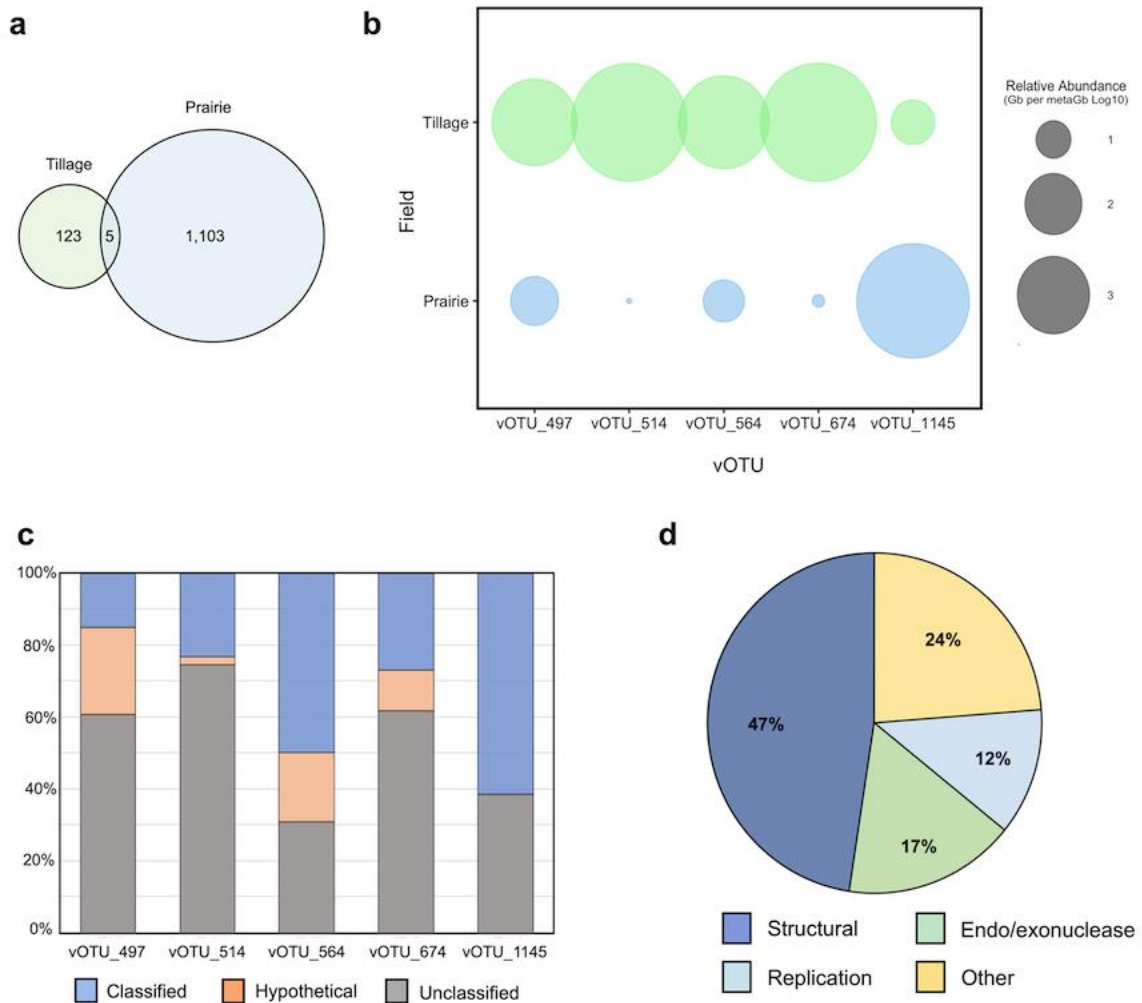 a
Prairie
Tillage
123
5
1,103
b
Field
Tillage
Prairie
vOTU_497
vOTU_514
vOTU_564
vOTU_674
vOTU_1145
vOTU
Relative Abundance
(Gb per metaGb Log10)
1
2
3
c
100%
80%
60%
40%
20%
0%
vOTU_497
vOTU_514
vOTU_564
vOTU_674
vOTU_1145
Classified
Hypothetical
Unclassified
d
24%
47%
12%
17%
Structural
Endo/exonuclease
Replication
Other